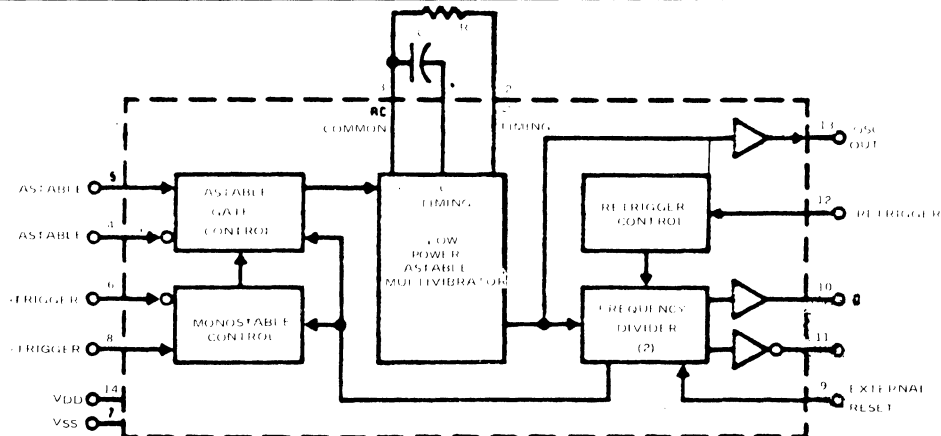 R
C
3
2
RC
COMMON
TIMING
13
OSC
OUT
ASTABLE
5
ASTABLE
GATE
CONTROL
C
TIMING
LOW
POWER
ASTABLE
MULTIVIBRATOR
RETRIGGER
CONTROL
12
RETRIGGER
ASTABLE
4
-TRIGGER
6
MONOSTABLE
CONTROL
FREQUENCY
DIVIDER
(2)
10
Q
-TRIGGER
8
11
VDD
14
9
EXTERNAL
RESET
VSS
7